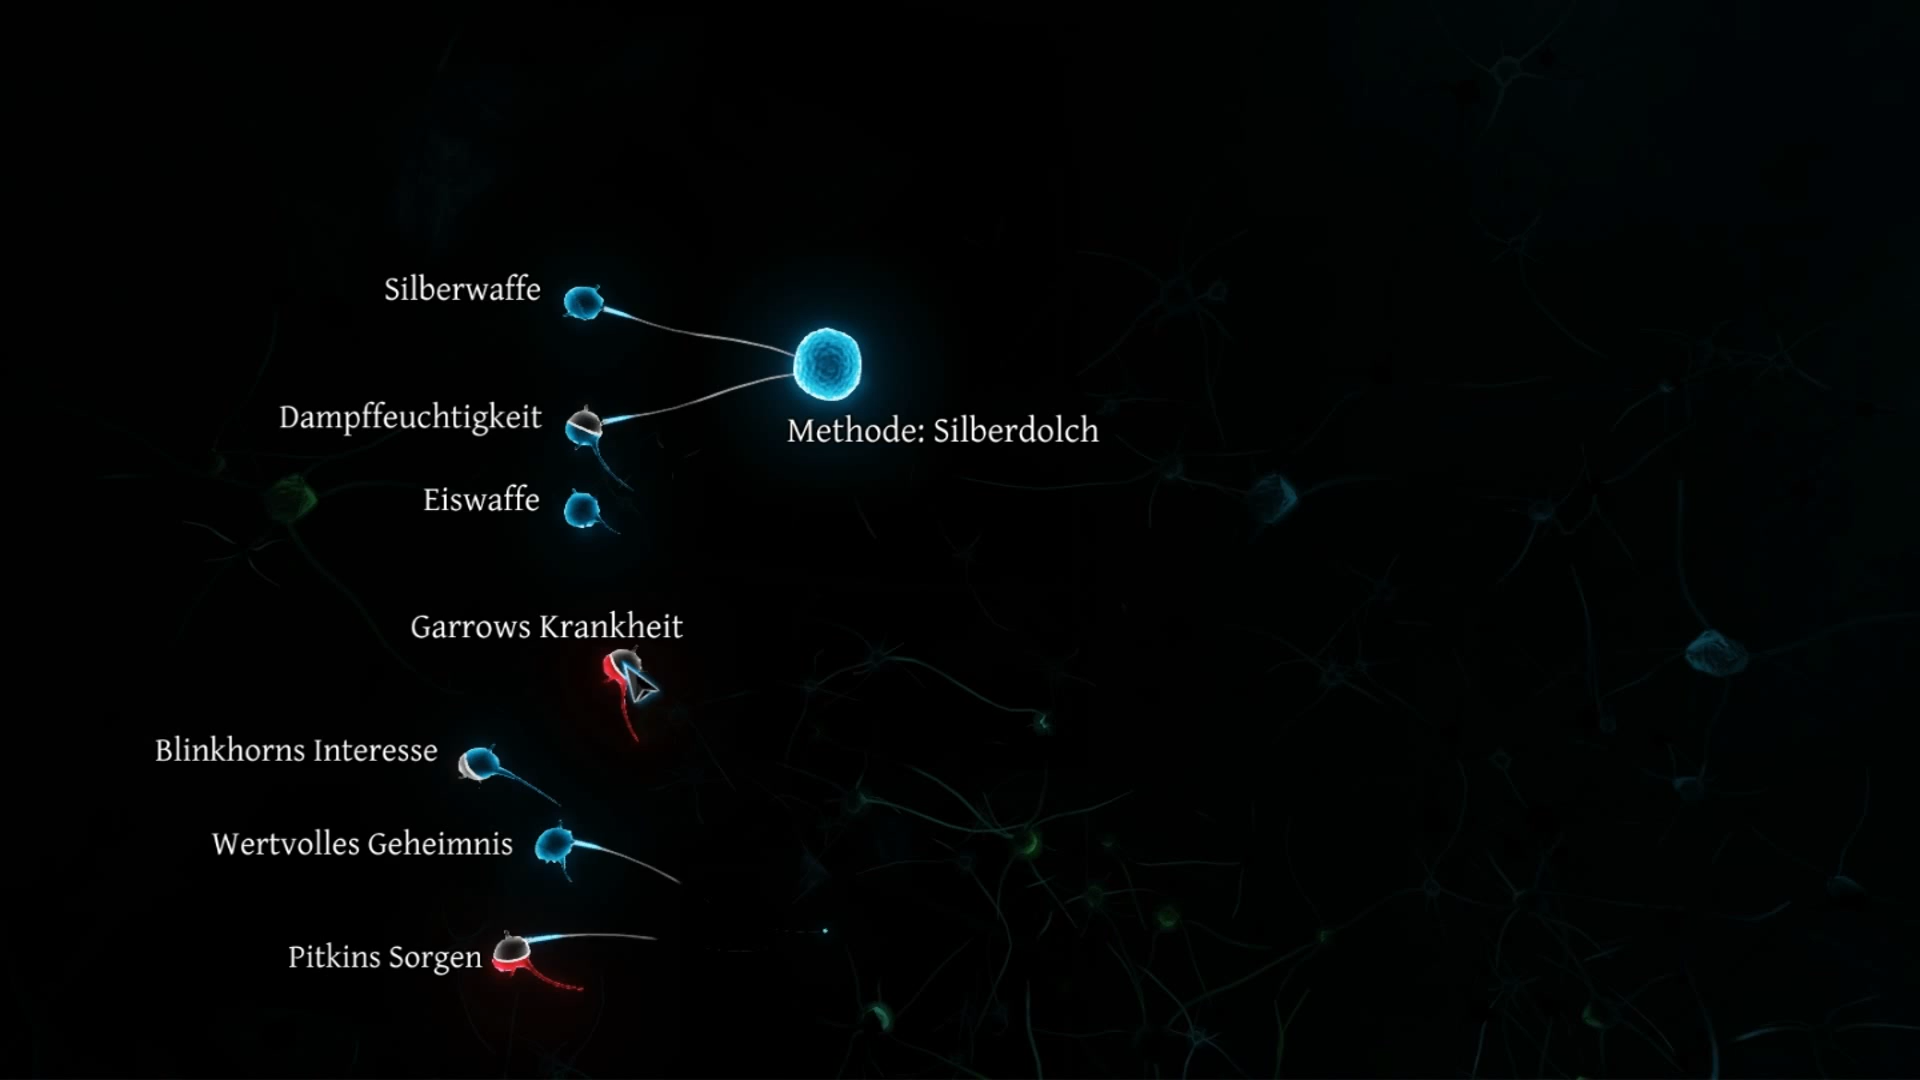 Silberwaffe
Dampffeuchtigkeit
Methode: Silberdolch
Eiswaffe
Garrows Krankheit
Blinkhorns Interesse
Wertvolles Geheimnis
Pitkins Sorgen